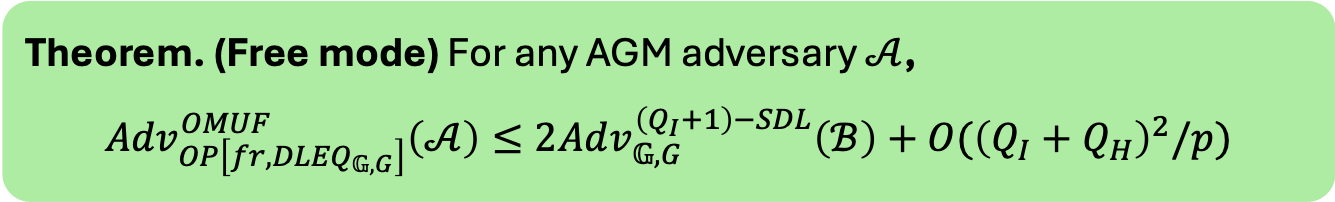 Theorem. (Free mode) For any AGM adversary 𝒜,
Adv^{OMUF}_{OP[fr,DLEQ_{𝔾,G}]}(𝒜) ≤ 2Adv^{(Q_I+1)−SDL}_{𝔾,G}(ℬ) + O((Q_I + Q_H)^2/p)